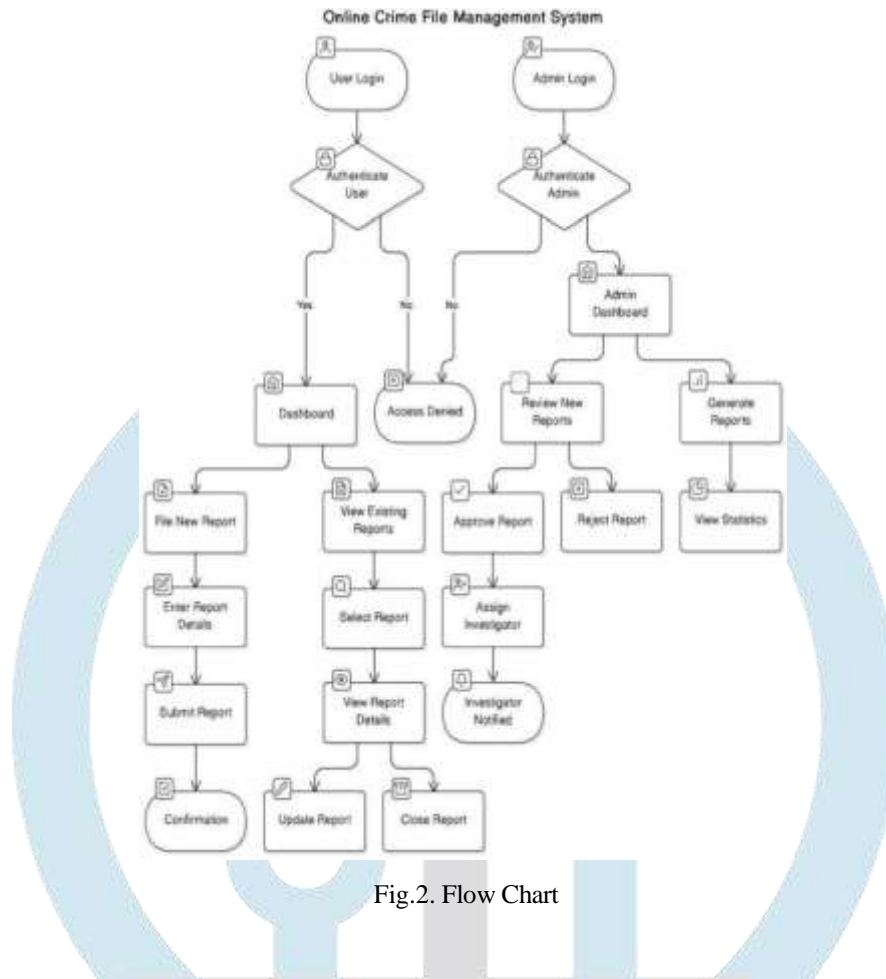 Online Crime File Management System
User Login
Admin Login
Authenticate
User
Authenticate
Admin
Admin
Dashboard
Yes
No
No
Dashboard
Access Denied
Review New
Reports
Generate
Reports
File New Report
View Existing
Reports
Approve Report
Reject Report
View Statistics
Enter Report
Details
Select Report
Assign
Investigator
Submit Report
View Report
Details
Investigator
Notified
Confirmation
Update Report
Close Report
Fig.2. Flow Chart